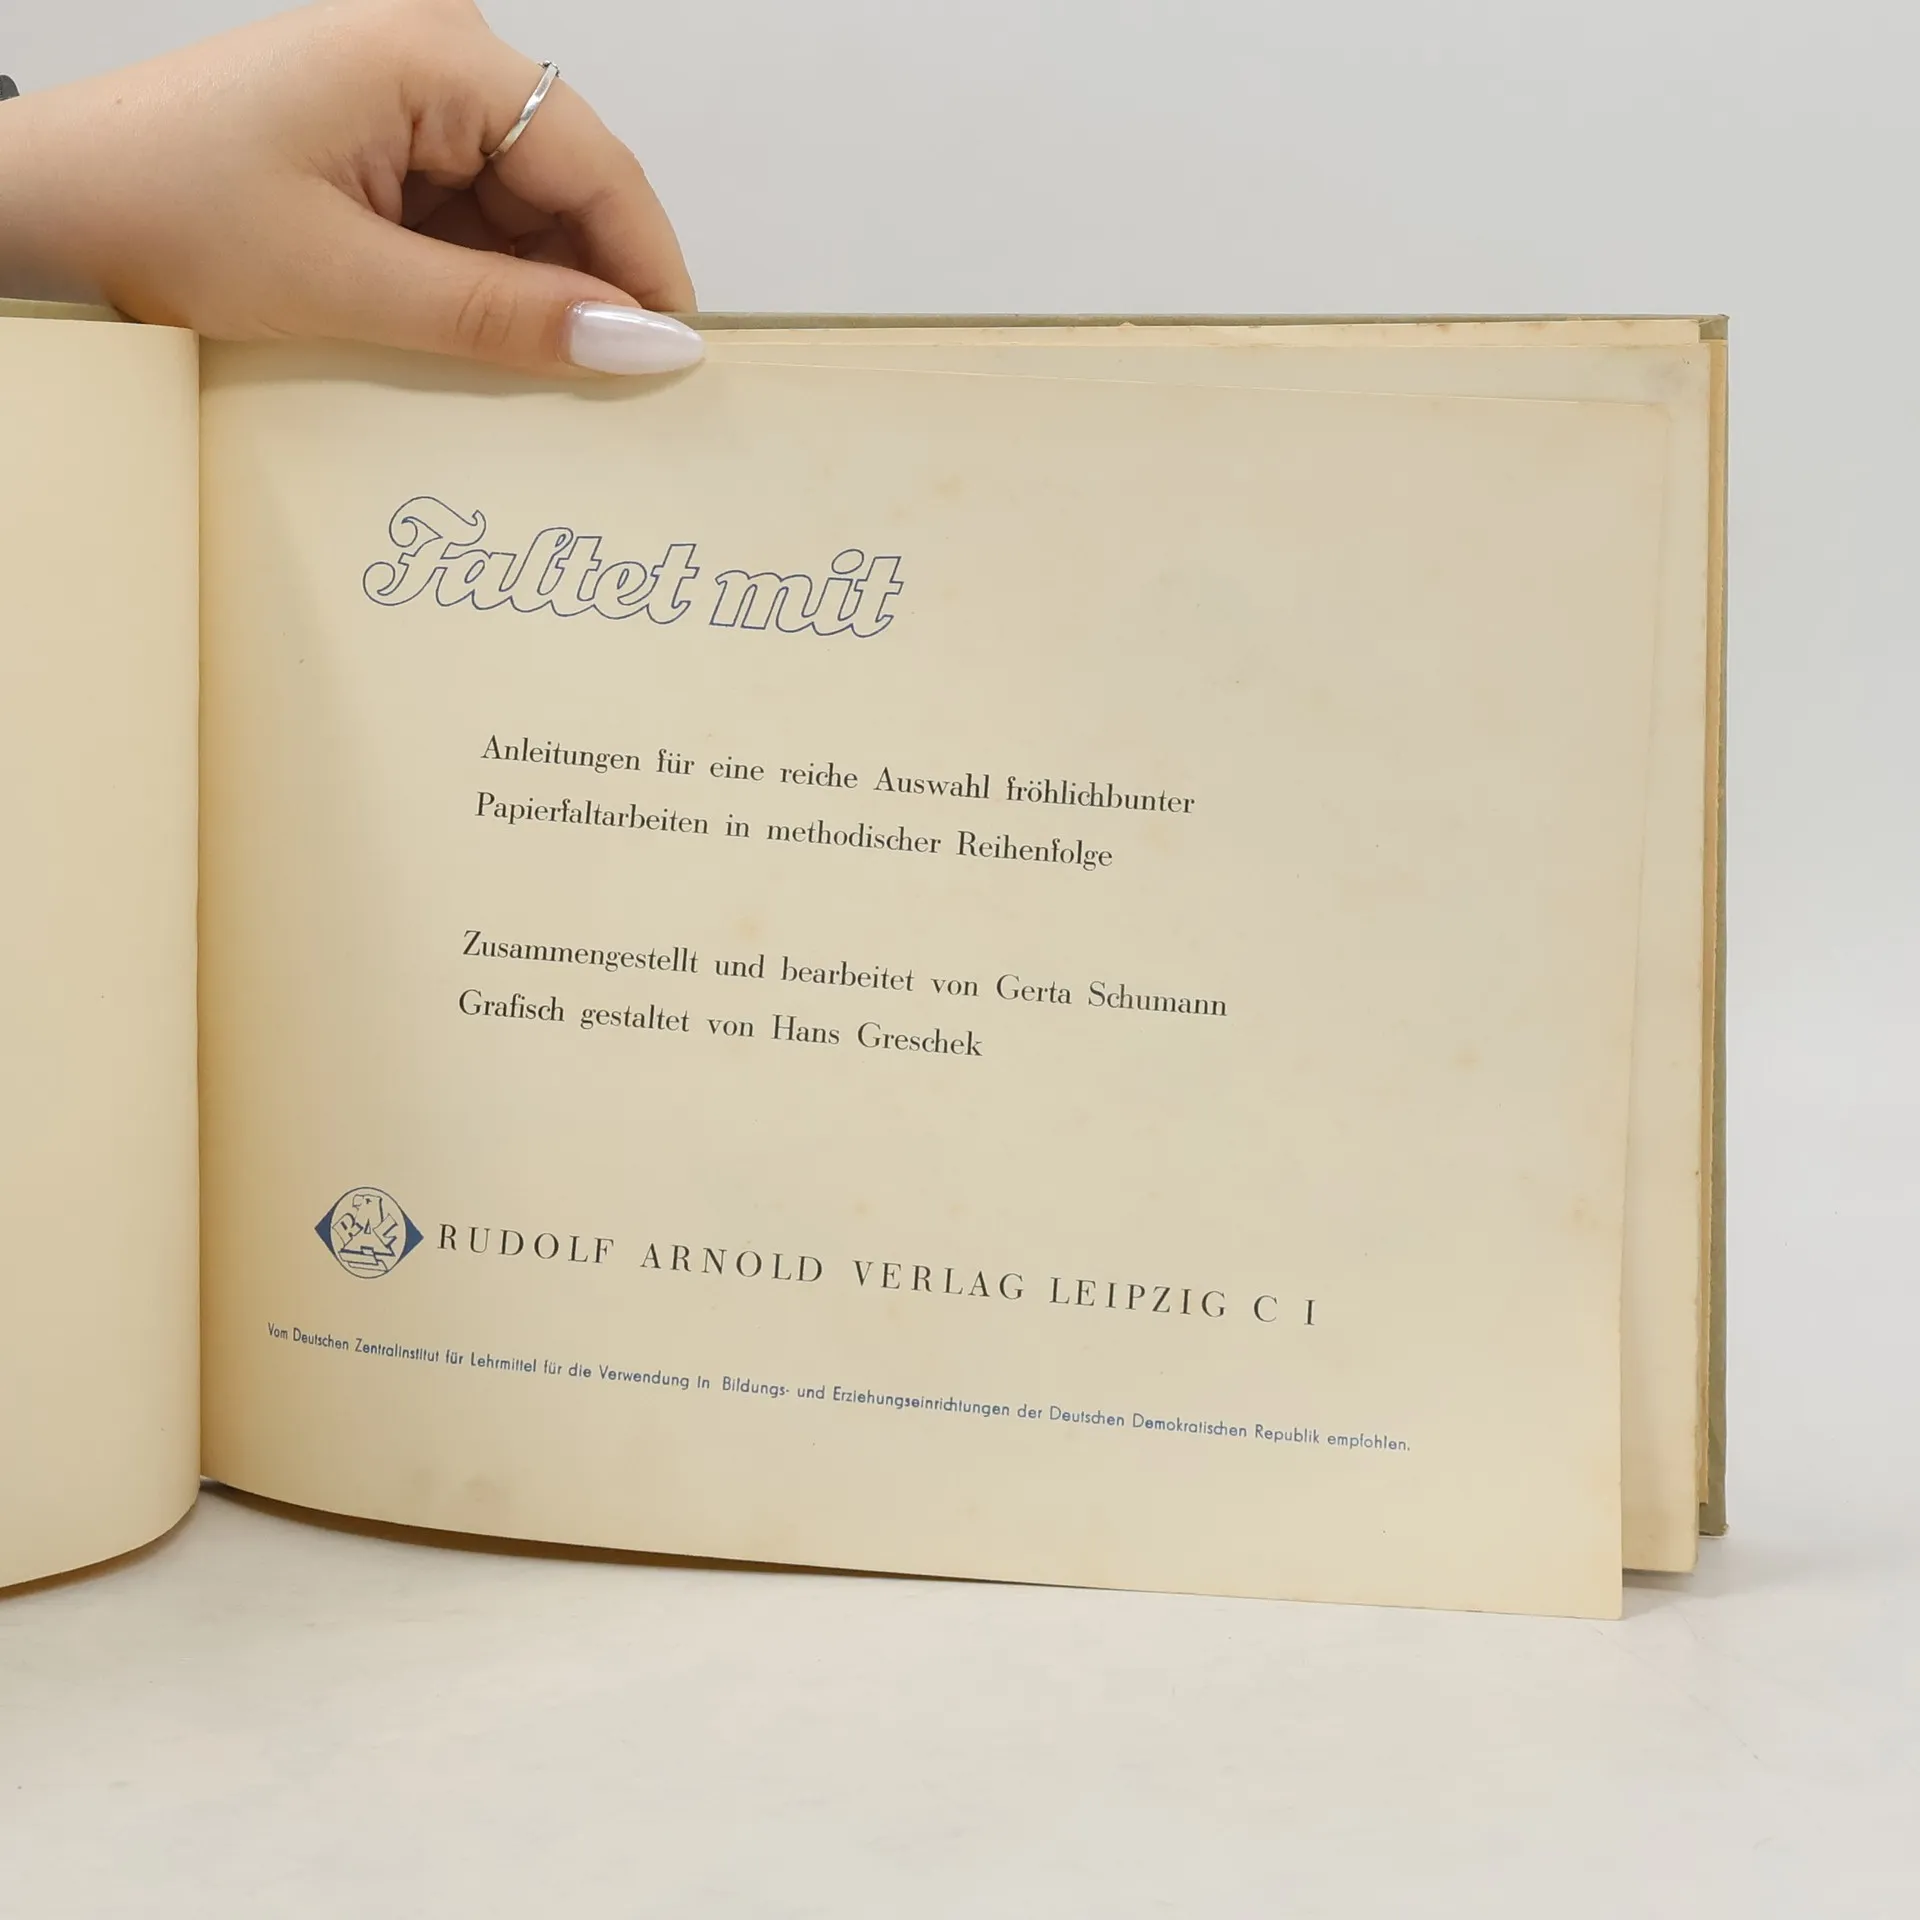 Faltet mit
Anleitungen für eine reiche Auswahl fröhlichbunter
Papierfaltarbeiten in methodischer Reihenfolge
Zusammengestellt und bearbeitet von Gerta Schumann
Grafisch gestaltet von Hans Greschek
RAL
RUDOLF ARNOLD VERLAG LEIPZIG C I
Vom Deutschen Zentralinstitut für Lehrmittel für die Verwendung in Bildungs- und Erziehungseinrichtungen der Deutschen Demokratischen Republik empfohlen.